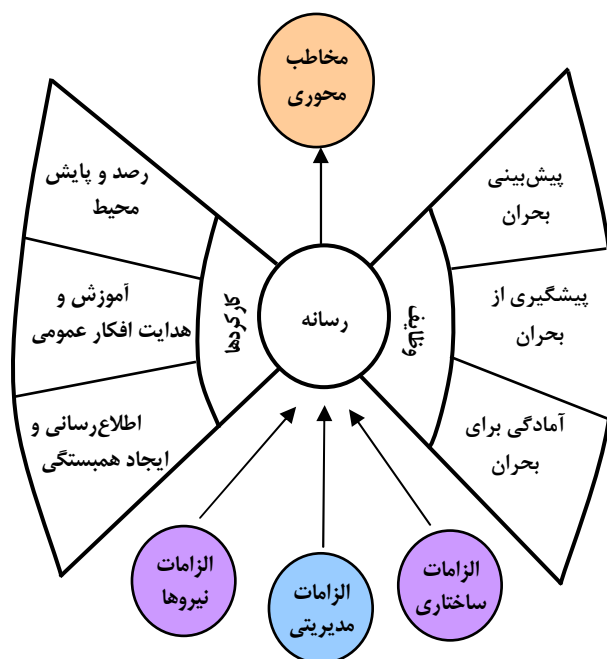 مخاطب
محوری
پیش‌بینی
بحران
پیشگیری از
بحران
آمادگی برای
بحران
وظایف
رسانه
کارکردها
رصد و پایش
محیط
آموزش و
هدایت افکار عمومی
اطلاع‌رسانی و
ایجاد همبستگی
الزامات
ساختاری
الزامات
مدیریتی
الزامات
نیروها